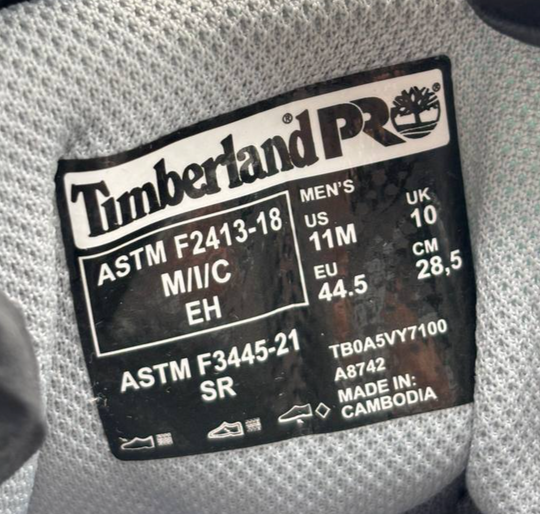 Timberland® PRO®
ASTM F2413-18
M/I/C
EH
ASTM F3445-21
SR
MEN'S
US
11M
UK
10
EU
44.5
CM
28,5
TB0A5VY7100
A8742
MADE IN:
CAMBODIA